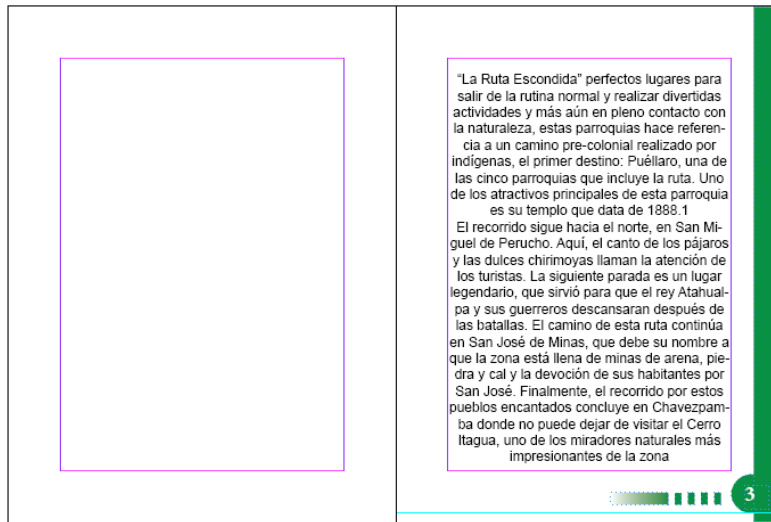 “La Ruta Escondida” perfectos lugares para
salir de la rutina normal y realizar divertidas
actividades y más aún en pleno contacto con
la naturaleza, estas parroquias hace referen-
cia a un camino pre-colonial realizado por
indígenas, el primer destino: Puéllaro, una de
las cinco parroquias que incluye la ruta. Uno
de los atractivos principales de esta parroquia
es su templo que data de 1888.1
El recorrido sigue hacia el norte, en San Mi-
guel de Perucho. Aquí, el canto de los pájaros
y las dulces chirimoyas llaman la atención de
los turistas. La siguiente parada es un lugar
legendario, que sirvió para que el rey Atahual-
pa y sus guerreros descansaran después de
las batallas. El camino de esta ruta continúa
en San José de Minas, que debe su nombre a
que la zona está llena de minas de arena, pie-
dra y cal y la devoción de sus habitantes por
San José. Finalmente, el recorrido por estos
pueblos encantados concluye en Chavezpam-
ba donde no puede dejar de visitar el Cerro
Itagua, uno de los miradores naturales más
impresionantes de la zona
3